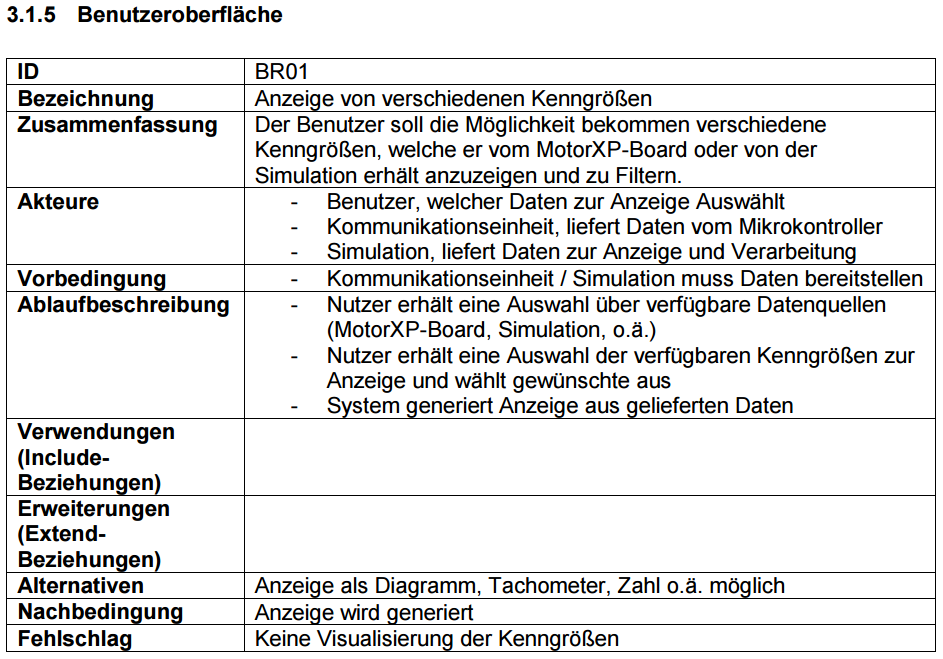 3.1.5 Benutzeroberfläche
ID BR01
Bezeichnung Anzeige von verschiedenen Kenngrößen
Zusammenfassung Der Benutzer soll die Möglichkeit bekommen verschiedene
Kenngrößen, welche er vom MotorXP-Board oder von der
Simulation erhält anzuzeigen und zu Filtern.
Akteure - Benutzer, welcher Daten zur Anzeige Auswählt
- Kommunikationseinheit, liefert Daten vom Mikrokontroller
- Simulation, liefert Daten zur Anzeige und Verarbeitung
Vorbedingung - Kommunikationseinheit / Simulation muss Daten bereitstellen
Ablaufbeschreibung - Nutzer erhält eine Auswahl über verfügbare Datenquellen
(MotorXP-Board, Simulation, o.ä.)
- Nutzer erhält eine Auswahl der verfügbaren Kenngrößen zur
Anzeige und wählt gewünschte aus
- System generiert Anzeige aus gelieferten Daten
Verwendungen
(Include-
Beziehungen)
Erweiterungen
(Extend-
Beziehungen)
Alternativen Anzeige als Diagramm, Tachometer, Zahl o.ä. möglich
Nachbedingung Anzeige wird generiert
Fehlschlag Keine Visualisierung der Kenngrößen